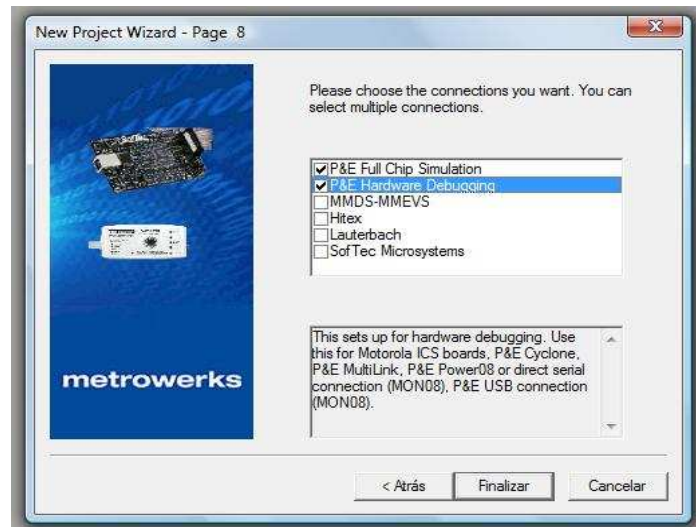 New Project Wizard - Page 8
Please choose the connections you want. You can
select multiple connections.
P&E Full Chip Simulation
P&E Hardware Debugging
MMDS-MMEVS
Hitex
Lauterbach
SofTec Microsystems
This sets up for hardware debugging. Use
this for Motorola ICS boards, P&E Cyclone,
P&E MultiLink, P&E Power08 or direct serial
connection (MON08), P&E USB connection
(MON08).
metrowerks
< Atrás
Finalizar
Cancelar